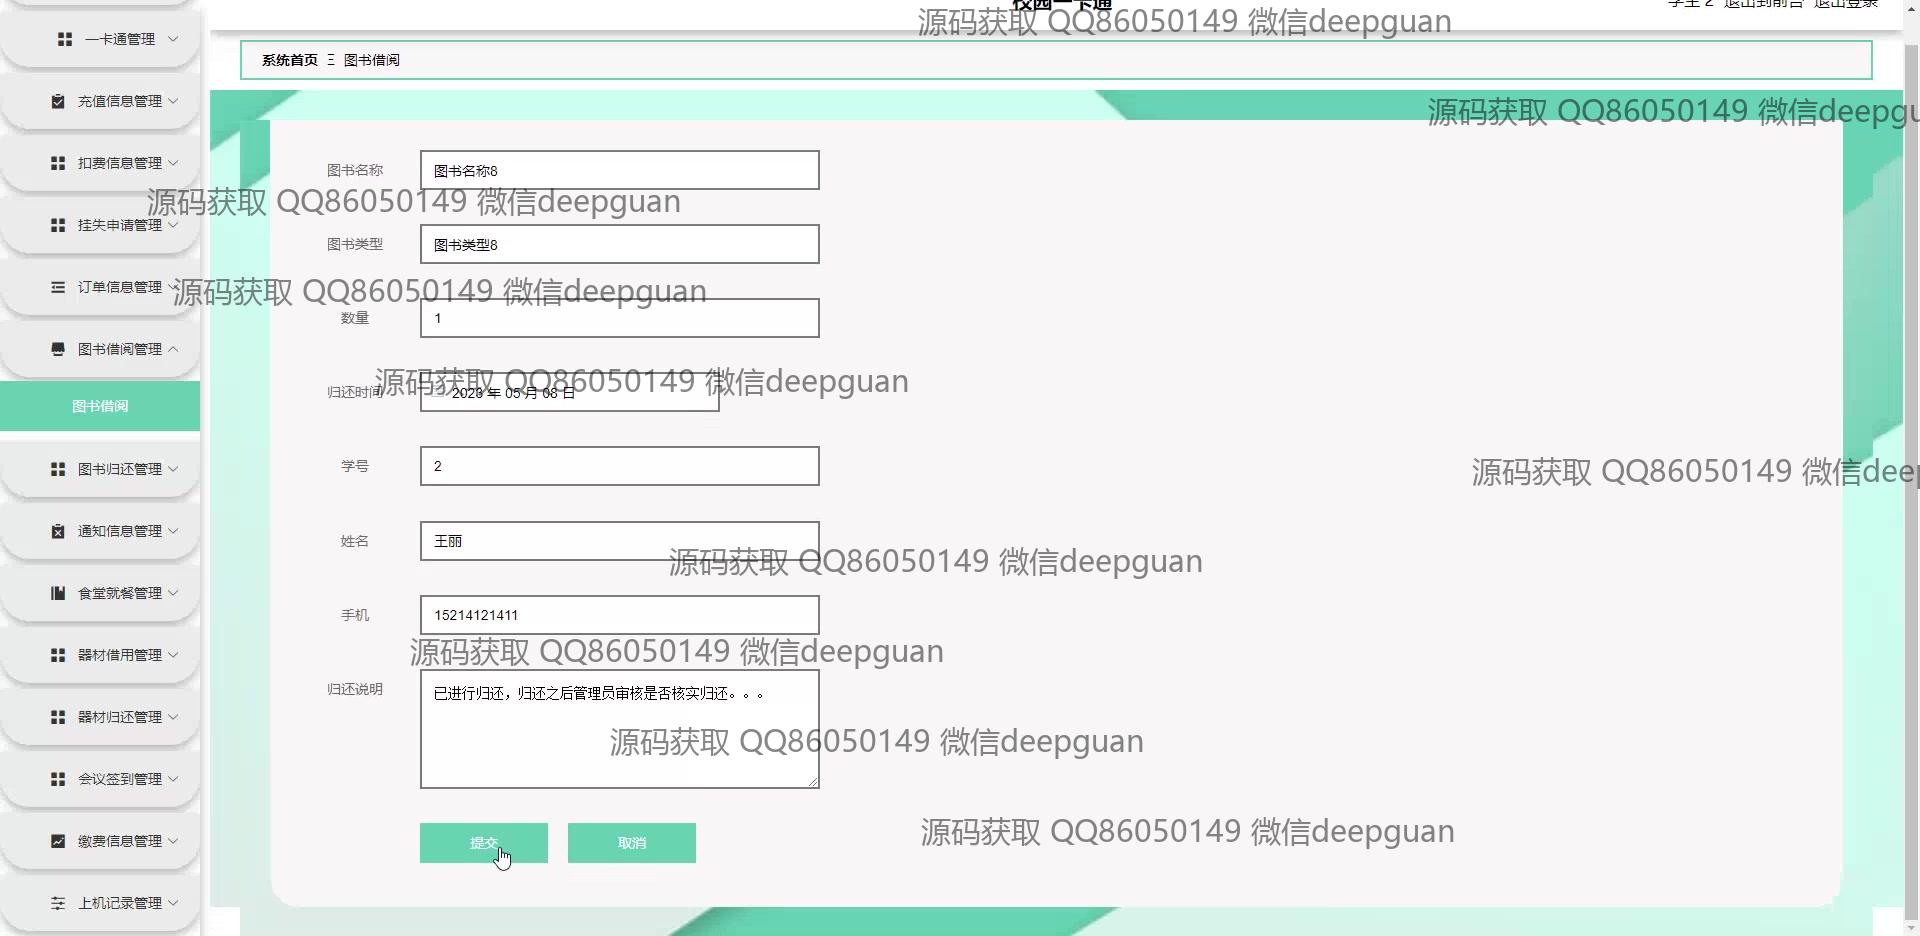 校园一卡通
学生 2 退出到前台 退出登录
源码获取 QQ86050149 微信deepguan
系统首页 Ξ 图书借阅
源码获取 QQ86050149 微信deepgu
一卡通管理
充值信息管理
扣费信息管理
挂失申请管理
订单信息管理
图书借阅管理
图书借阅
图书归还管理
通知信息管理
食堂就餐管理
器材借用管理
器材归还管理
会议签到管理
缴费信息管理
上机记录管理
图书名称 图书名称8
源码获取 QQ86050149 微信deepguan
图书类型 图书类型8
源码获取 QQ86050149 微信deepguan
数量 1
源码获取 QQ86050149 微信deepguan
归还时间 2023 年 05 月 08 日
学号 2
源码获取 QQ86050149 微信deep
姓名 王丽
源码获取 QQ86050149 微信deepguan
手机 15214121411
源码获取 QQ86050149 微信deepguan
归还说明 已进行归还，归还之后管理员审核是否核实归还。。。
源码获取 QQ86050149 微信deepguan
提交 取消
源码获取 QQ86050149 微信deepguan